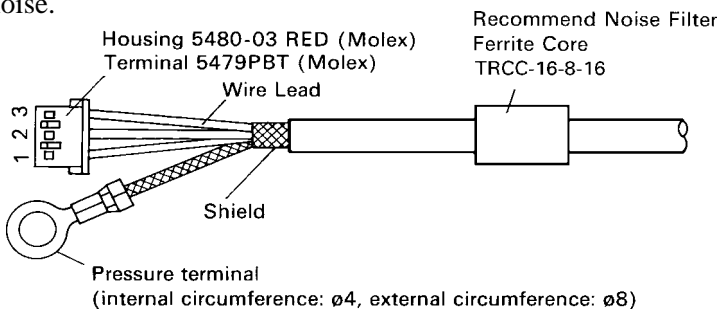 noise.
Recommend Noise Filter
Ferrite Core
TRCC-16-8-16
Housing 5480-03 RED (Molex)
Terminal 5479PBT (Molex)
Wire Lead
3
2
1
Shield
Pressure terminal
(internal circumference: ø4, external circumference: ø8)